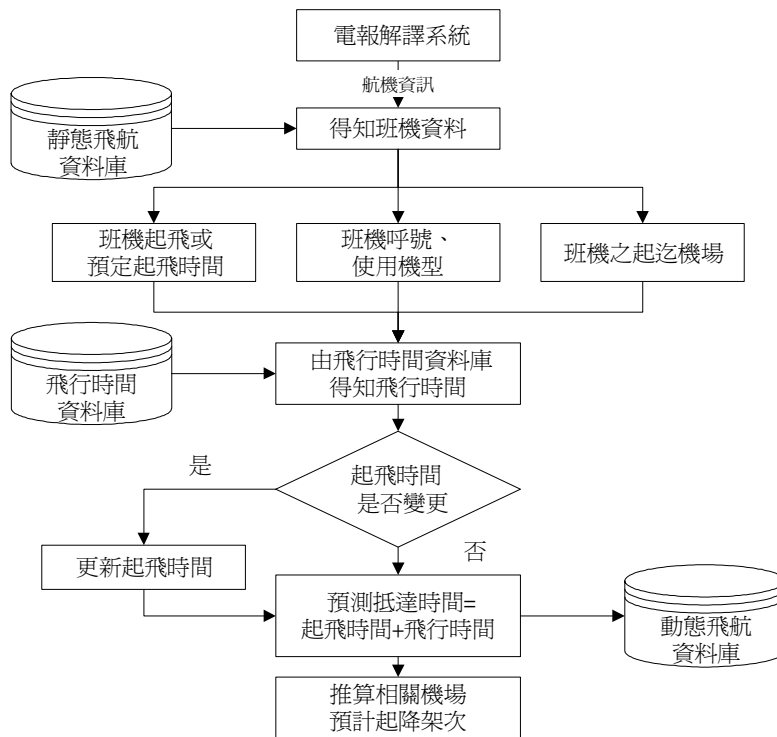 電報解譯系統
航機資訊
靜態飛航
資料庫
得知班機資料
班機起飛或
預定起飛時間
班機呼號、
使用機型
班機之起迄機場
飛行時間
資料庫
由飛行時間資料庫
得知飛行時間
是
起飛時間
是否變更
否
更新起飛時間
預測抵達時間=
起飛時間+飛行時間
動態飛航
資料庫
推算相關機場
預計起降架次